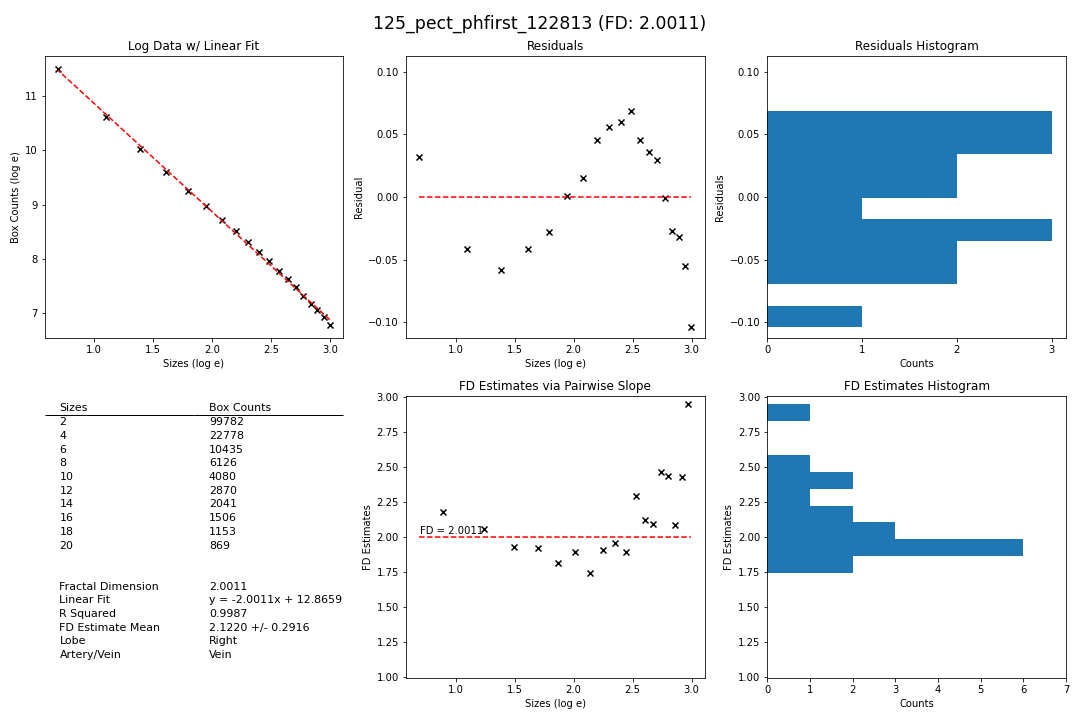 125_pect_phfirst_122813 (FD: 2.0011)
Log Data w/ Linear Fit
11
10
9
8
7
Box Counts (log e)
1.0 1.5 2.0 2.5 3.0
Sizes (log e)
Residuals
0.10
0.05
0.00
−0.05
−0.10
Residual
1.0 1.5 2.0 2.5 3.0
Sizes (log e)
Residuals Histogram
0.10
0.05
0.00
−0.05
−0.10
Residuals
0 1 2 3
Counts
Sizes Box Counts
2 99782
4 22778
6 10435
8 6126
10 4080
12 2870
14 2041
16 1506
18 1153
20 869
Fractal Dimension 2.0011
Linear Fit y = -2.0011x + 12.8659
R Squared 0.9987
FD Estimate Mean 2.1220 +/- 0.2916
Lobe Right
Artery/Vein Vein
FD Estimates via Pairwise Slope
3.00
2.75
2.50
2.25
2.00
1.75
1.50
1.25
1.00
FD Estimates
FD = 2.0011
1.0 1.5 2.0 2.5 3.0
Sizes (log e)
FD Estimates Histogram
3.00
2.75
2.50
2.25
2.00
1.75
1.50
1.25
1.00
FD Estimates
0 1 2 3 4 5 6 7
Counts